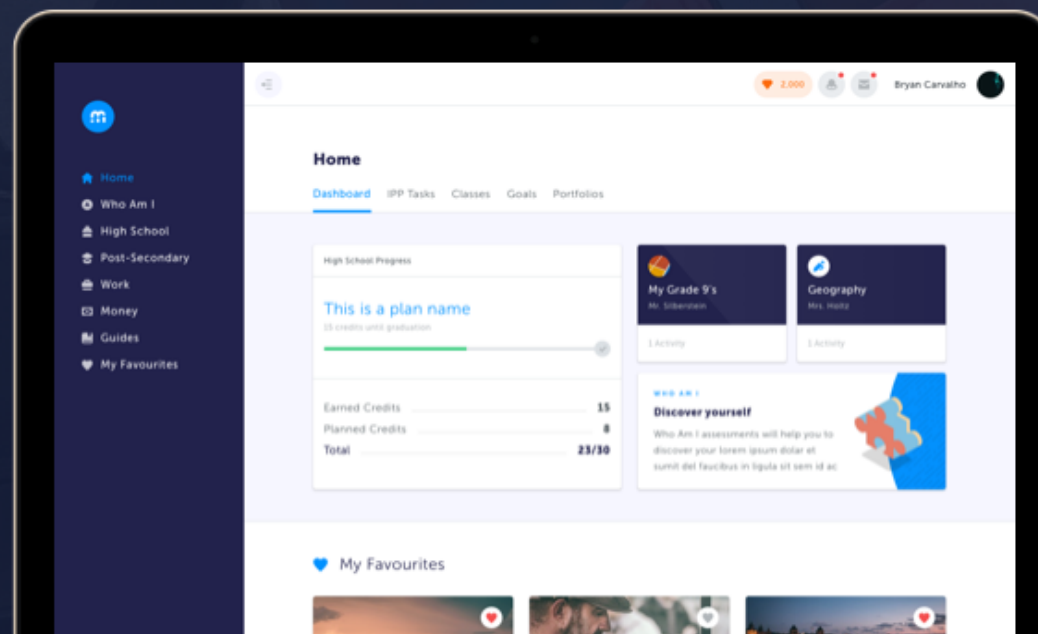 2.000
Bryan Carvalho
m
Home
Who Am I
High School
Post-Secondary
Work
Money
Guides
My Favourites
Home
Dashboard IPP Tasks Classes Goals Portfolios
High School Progress
This is a plan name
15 credits until graduation
Earned Credits 15
Planned Credits 8
Total 23/30
My Grade 9's
Mr. Silberstein
1 Activity
Geography
Mrs. Holtz
1 Activity
WHO AM I
Discover yourself
Who Am I assessments will help you to
discover your lorem ipsum dolar et
sumit del faucibus in ligula sit sem id ac
My Favourites